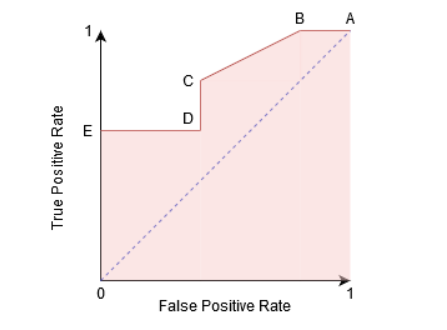 B A
1
C
D
E
True Positive Rate
0 1
False Positive Rate